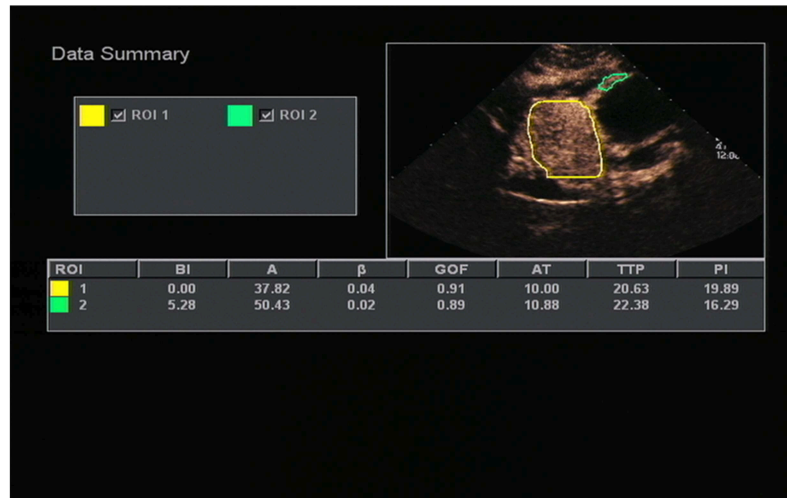 Data Summary
ROI 1 ROI 2
ROI BI A β GOF AT TTP PI
1 0.00 37.82 0.04 0.91 10.00 20.63 19.89
2 5.28 50.43 0.02 0.89 10.88 22.38 16.29